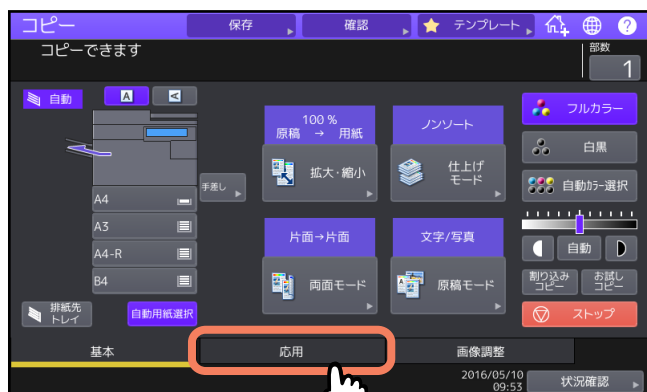 コピー
保存
確認
テンプレート
?
コピーできます
部数
1
自動
A
A
100 %
原稿 → 用紙
ノンソート
フルカラー
拡大・縮小
仕上げ
モード
白黒
手差し
自動ｶﾗｰ選択
A4
A3
A4-R
B4
片面→片面
文字/写真
自動
両面モード
原稿モード
割り込み
コピー
お試し
コピー
排紙先
トレイ
自動用紙選択
ストップ
基本
応用
画像調整
2016/05/10
09:53
状況確認